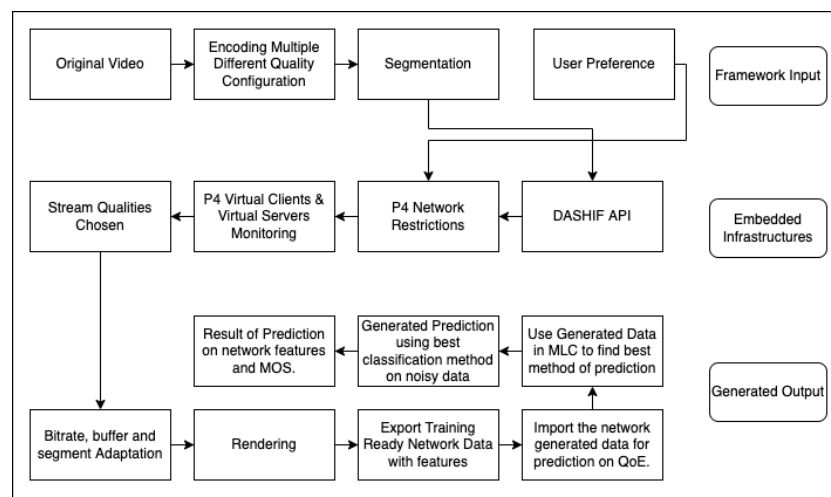 Original Video
Encoding Multiple
Different Quality
Configuration
Segmentation
User Preference
Framework Input
Stream Qualities
Chosen
P4 Virtual Clients &
Virtual Servers
Monitoring
P4 Network
Restrictions
DASHIF API
Embedded
Infrastructures
Result of Prediction
on network features
and MOS.
Generated Prediction
using best
classification method
on noisy data
Use Generated Data
in MLC to find best
method of prediction
Generated Output
Bitrate, buffer and
segment Adaptation
Rendering
Export Training
Ready Network Data
with features
Import the network
generated data for
prediction on QoE.